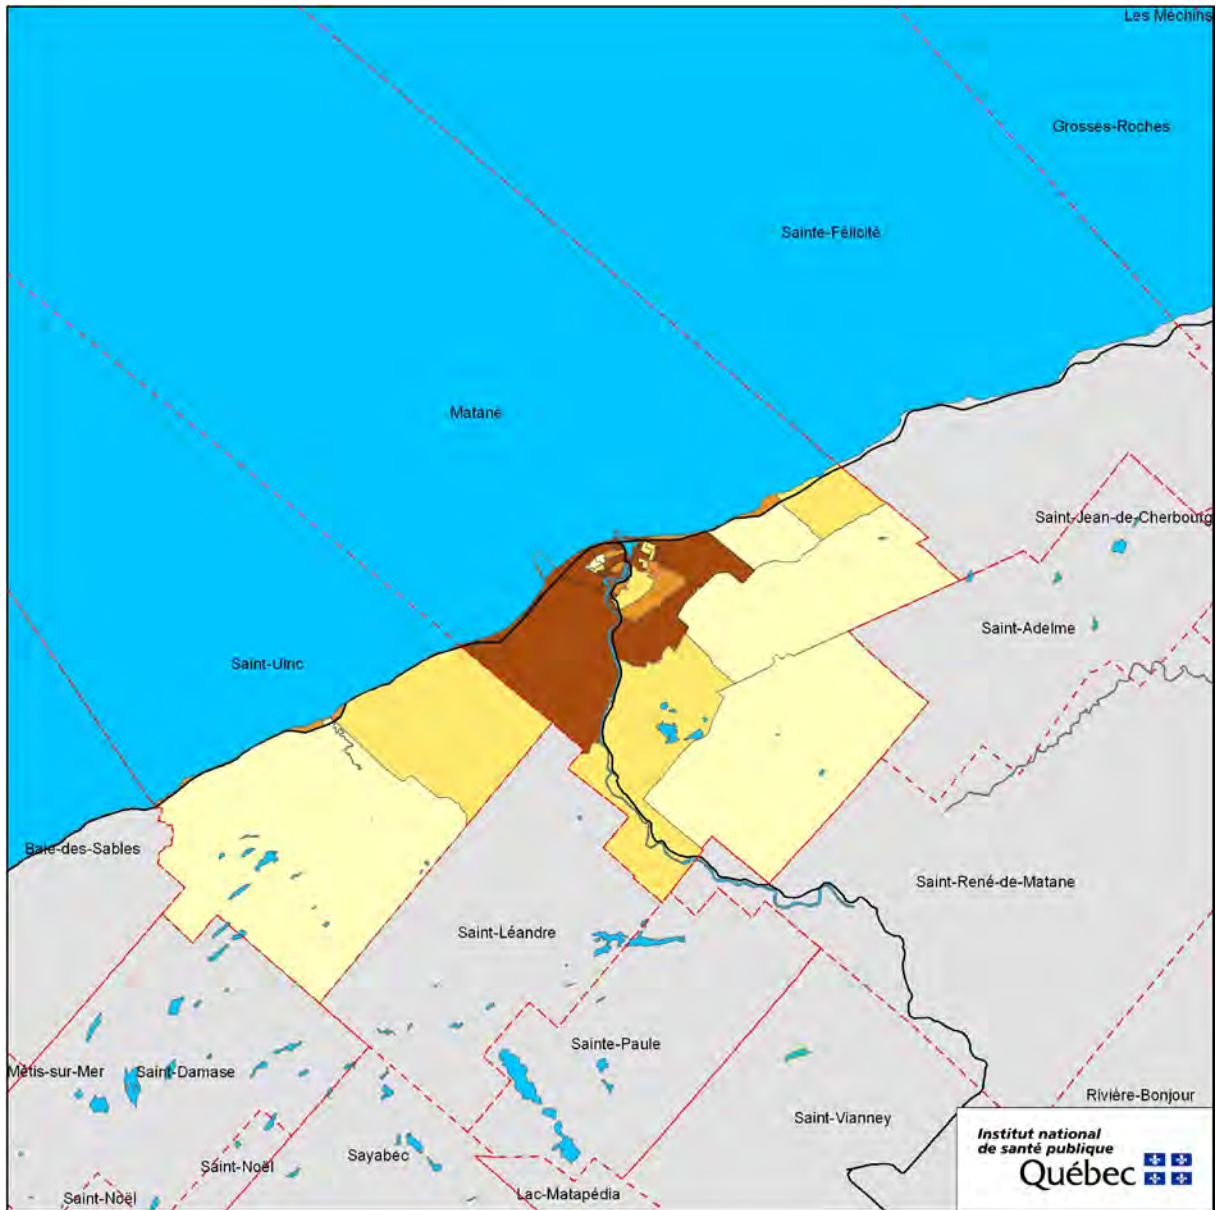 Les Méchins
Grosses-Roches
Sainte-Félicité
Matane
Saint-Jean-de-Cherbourg
Saint-Adelme
Saint-Ulric
Baie-des-Sables
Saint-René-de-Matane
Saint-Léandre
Sainte-Paule
Métis-sur-Mer
Saint-Damase
Rivière-Bonjour
Saint-Vianney
Institut national
de santé publique
Québec
Sayabec
Saint-Noël
Saint-Noël
Lac-Matapédia